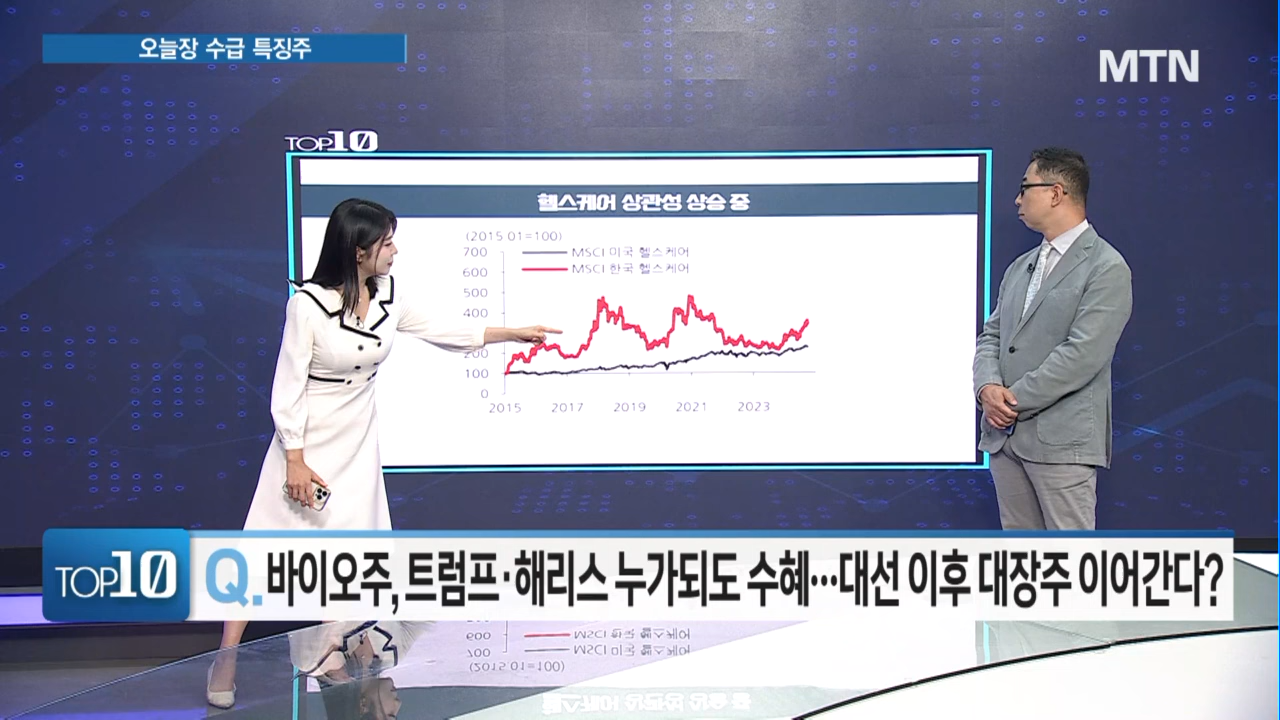 오늘장 수급 특징주
MTN
TOP10
헬스케어 상관성 상승 중
(2015 01=100)
700
600
500
400
200
100
0
MSCI 미국 헬스케어
MSCI 한국 헬스케어
2015 2017 2019 2021 2023
TOP10
Q. 바이오주, 트럼프·해리스 누가되도 수혜…대선 이후 대장주 이어간다?